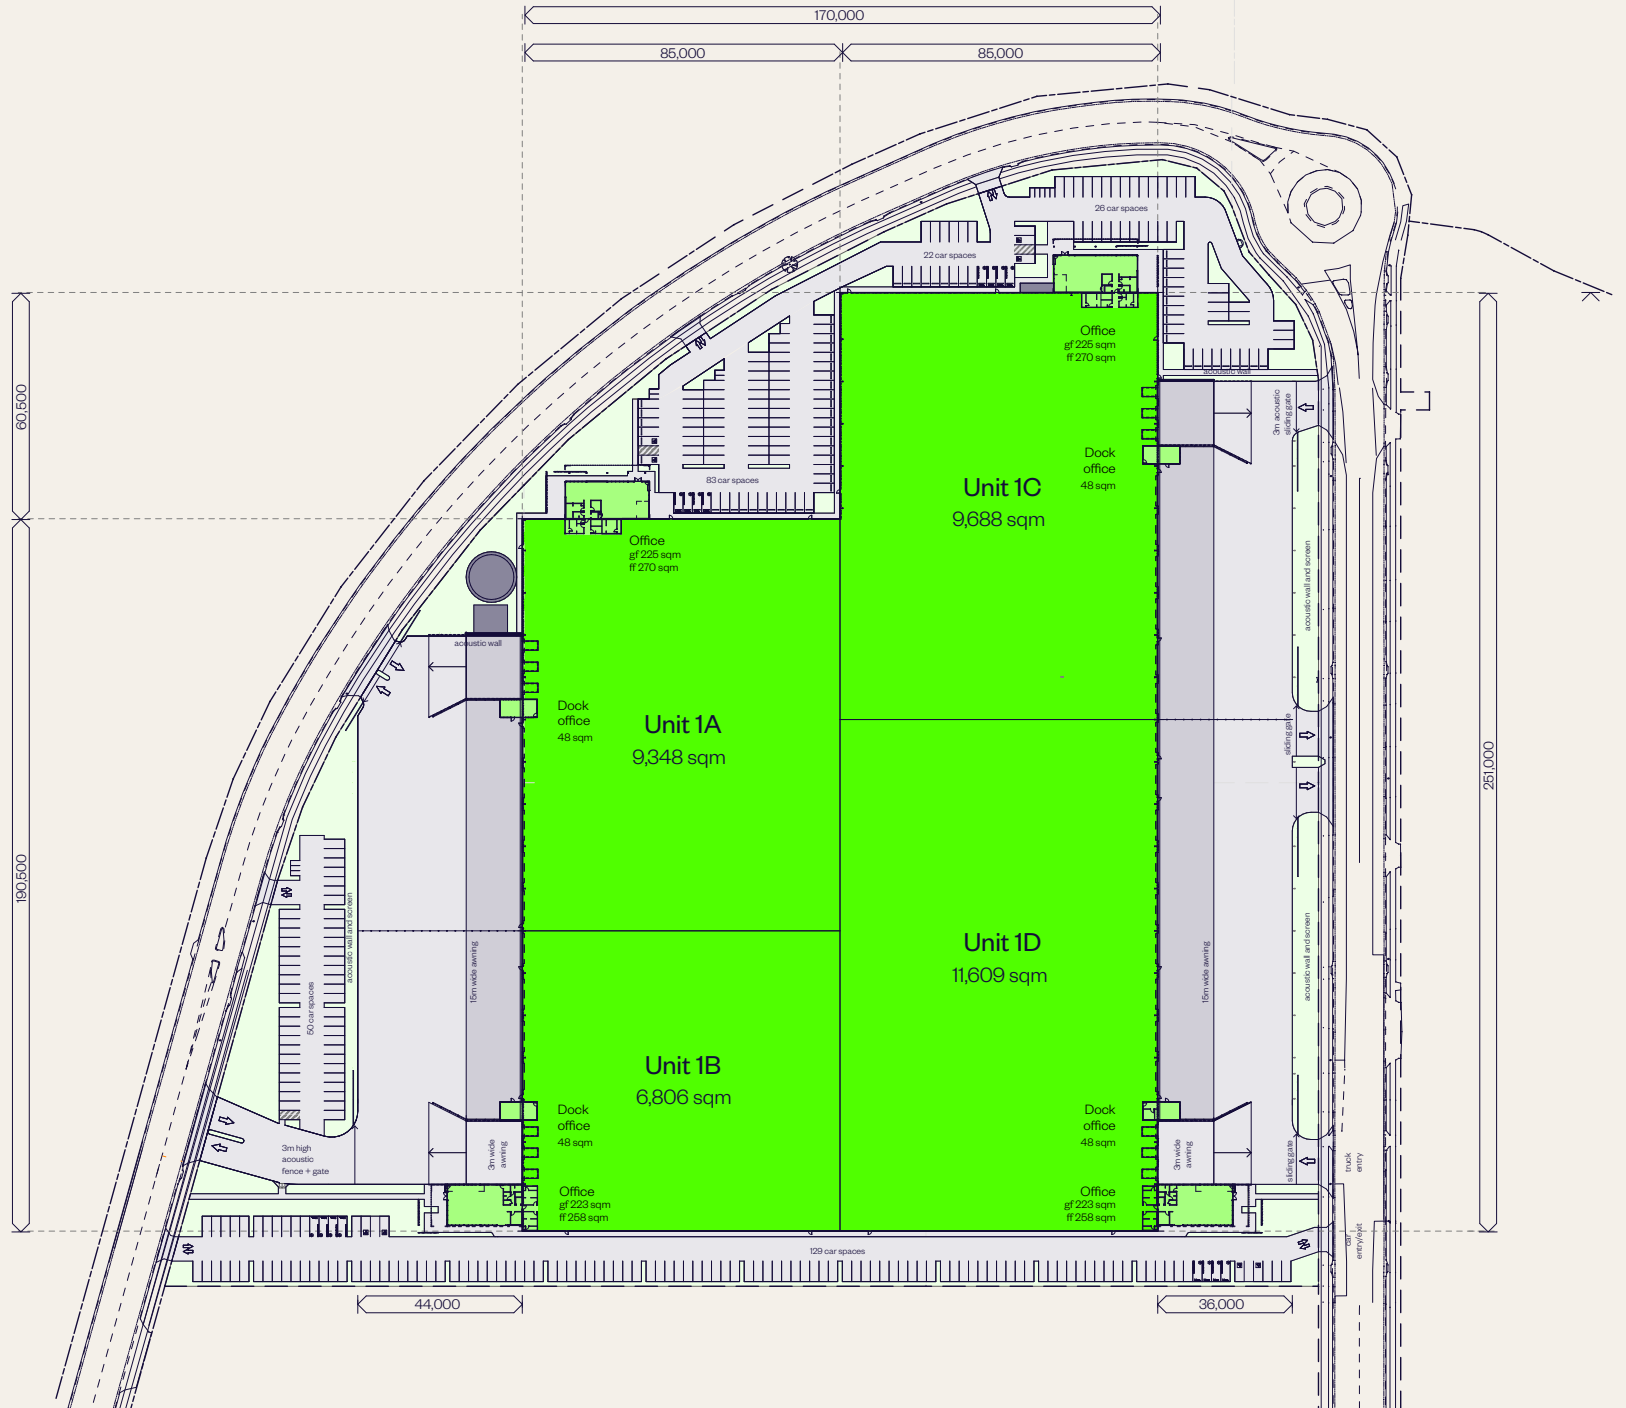 170,000
85,000
85,000
26 car spaces
22 car spaces
Office
gf 225 sqm
ff 270 sqm
acoustic wall
3m acoustic
sliding gate
60,500
83 car spaces
Dock
office
48 sqm
Unit 1C
9,688 sqm
Office
gf 225 sqm
ff 270 sqm
acoustic wall and screen
acoustic wall
Dock
office
48 sqm
Unit 1A
9,348 sqm
sliding gate
251,000
190,500
acoustic wall and screen
15m wide awning
50 car spaces
Unit 1D
11,609 sqm
15m wide awning
acoustic wall and screen
Unit 1B
6,806 sqm
Dock
office
48 sqm
Dock
office
48 sqm
3m high
acoustic
fence + gate
3m wide
awning
3m wide
awning
sliding gate
truck
entry
Office
gf 223 sqm
ff 258 sqm
Office
gf 223 sqm
ff 258 sqm
129 car spaces
car
entry/exit
44,000
36,000